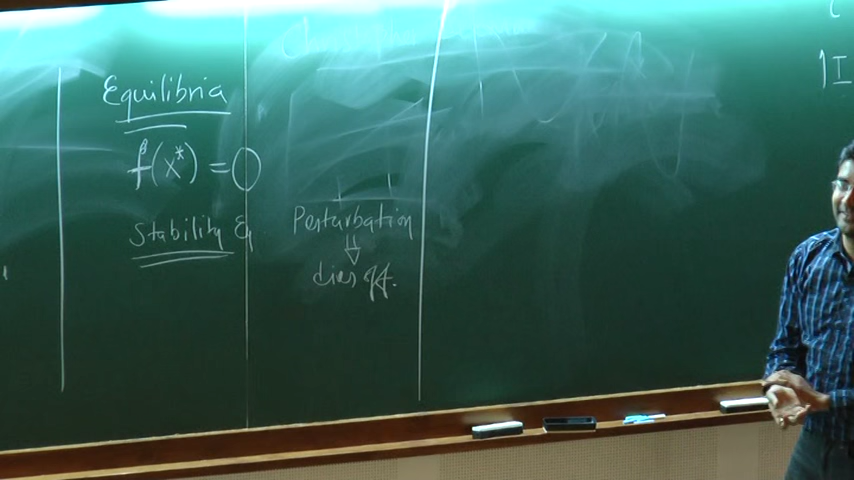 Equilibria
f(x*) = 0
Stability Eq.
Perturbation
⇓
dies off.